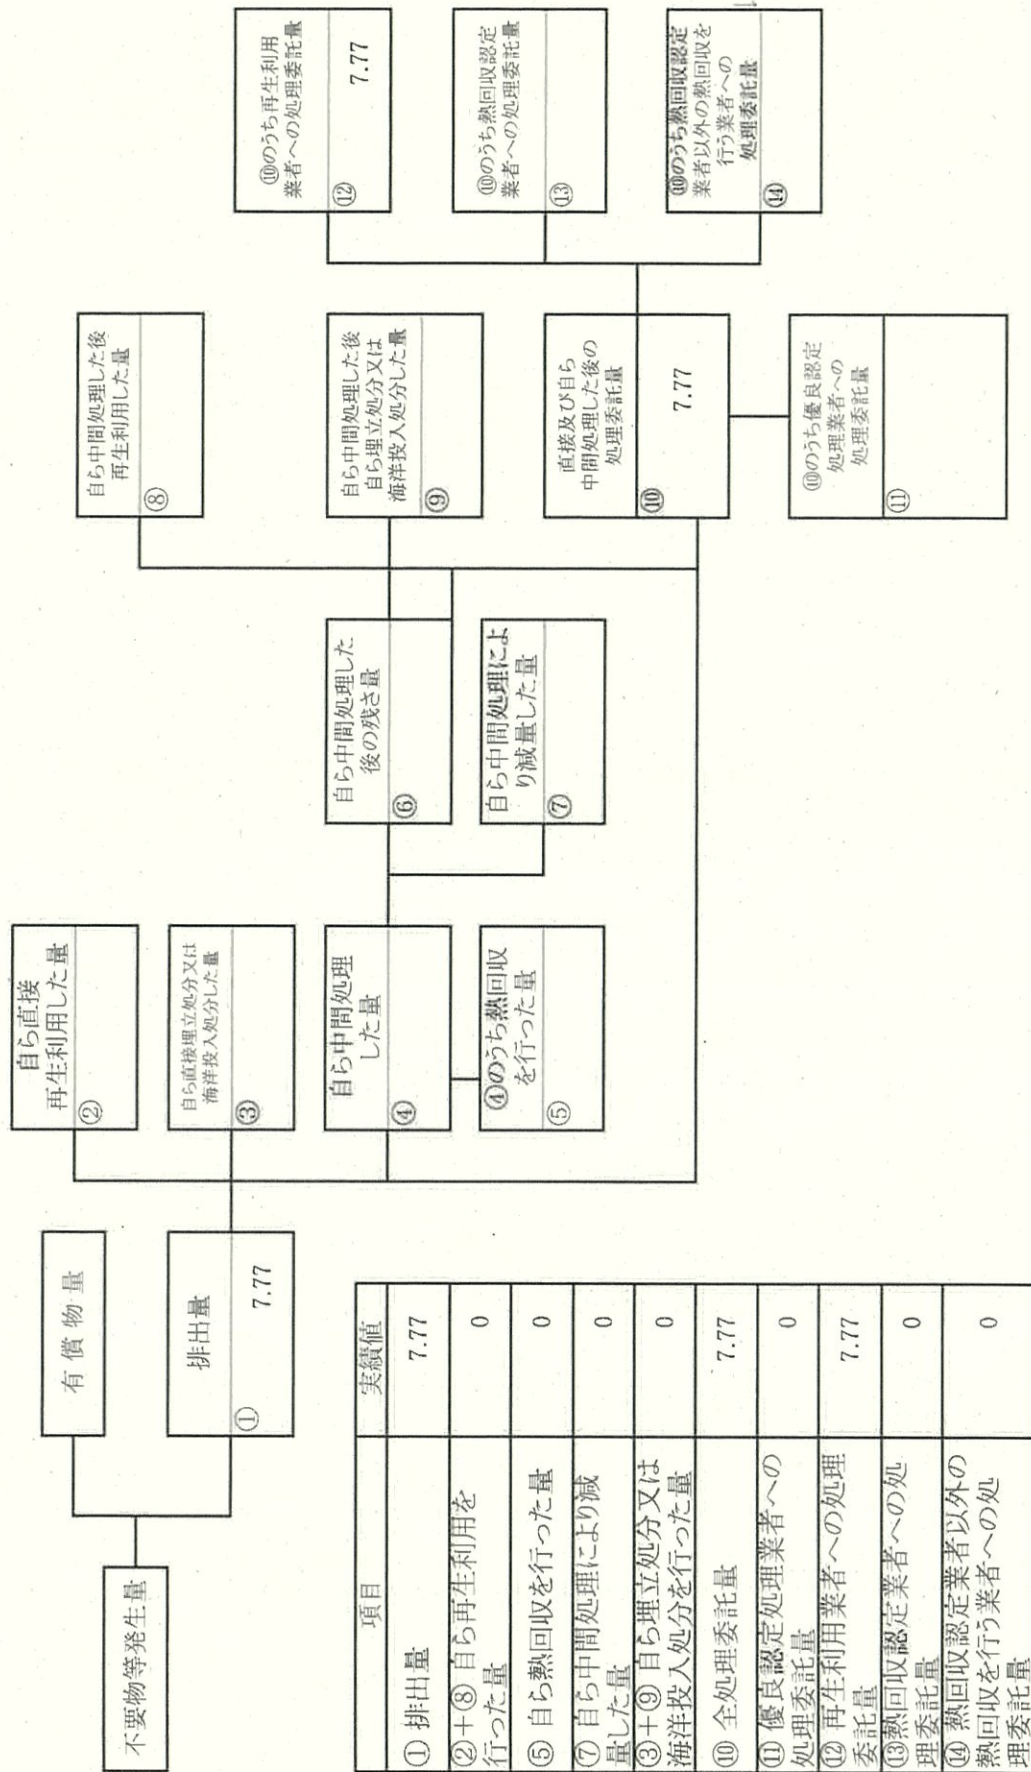 不要物等発生量
有償物量
排出量
①
7.77
自ら直接
再生利用した量
②
自ら直接埋立処分又は
海洋投入処分した量
③
自ら中間処理
した量
④
④のうち熱回収
を行った量
⑤
自ら中間処理した
後の残さ量
⑥
自ら中間処理によ
り減量した量
⑦
自ら中間処理した後
再生利用した量
⑧
自ら中間処理した後
自ら埋立処分又は
海洋投入処分した量
⑨
直接及び自ら
中間処理した後の
処理委託量
⑩
7.77
⑩のうち優良認定
処理業者への
処理委託量
⑪
⑩のうち再生利用
業者への処理委託量
⑫
7.77
⑩のうち熱回収認定
業者への処理委託量
⑬
⑩のうち熱回収認定
業者以外の熱回収を
行う業者への
処理委託量
⑭
項目 実績値
①排出量 7.77
②+⑧ 自ら再生利用を
行った量 0
⑤ 自ら熱回収を行った量 0
⑦ 自ら中間処理により減
量した量 0
③+⑨ 自ら埋立処分又は
海洋投入処分を行った量 0
⑩ 全処理委託量 7.77
⑪ 優良認定処理業者への
処理委託量 0
⑫ 再生利用業者への処理
委託量 7.77
⑬熱回収認定業者への処
理委託量 0
⑭ 熱回収認定業者以外の
熱回収を行う業者への処
理委託量 0